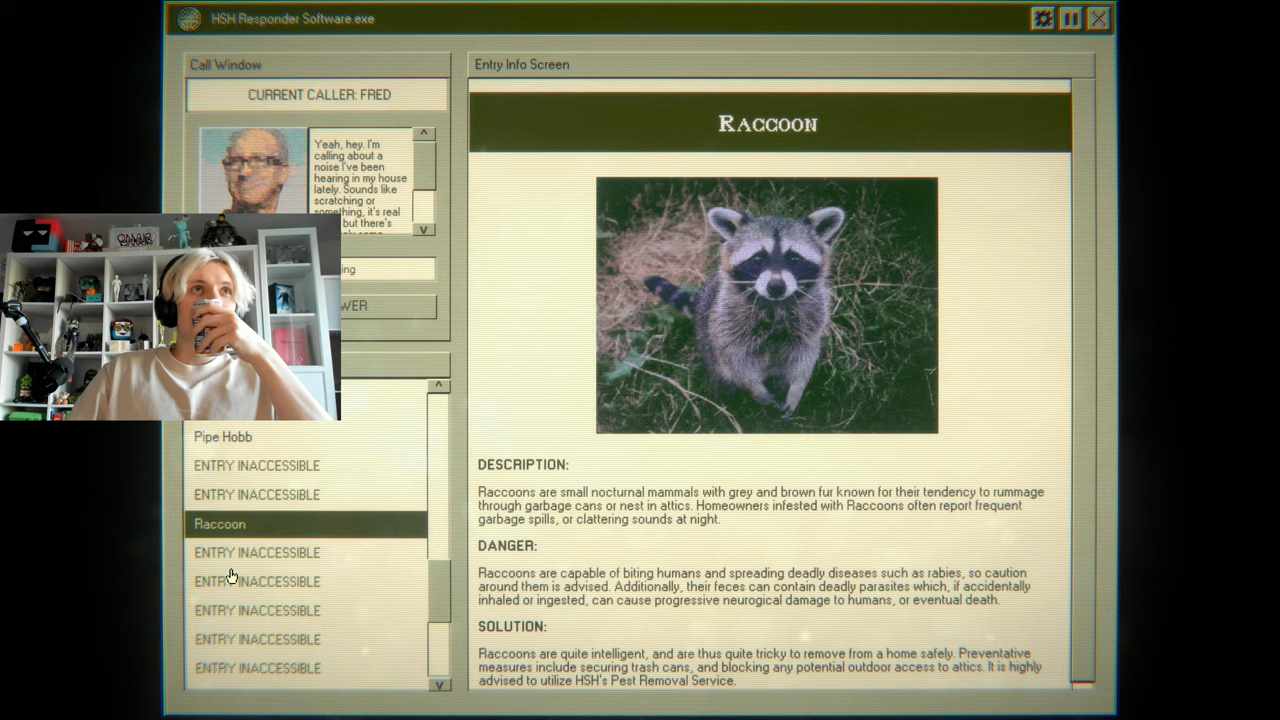 HSH Responder Software.exe
Call Window
CURRENT CALLER: FRED
Yeah, hey. I'm
calling about a
noise I've been
hearing in my house
lately. Sounds like
scratching or
something, it's real
but there's
Pipe Hobb
ENTRY INACCESSIBLE
ENTRY INACCESSIBLE
Raccoon
ENTRY INACCESSIBLE
ENTRY INACCESSIBLE
ENTRY INACCESSIBLE
ENTRY INACCESSIBLE
ENTRY INACCESSIBLE
Entry Info Screen
RACCOON
DESCRIPTION:
Raccoons are small nocturnal mammals with grey and brown fur known for their tendency to rummage
through garbage cans or nest in attics. Homeowners infested with Raccoons often report frequent
garbage spills, or clattering sounds at night.
DANGER:
Raccoons are capable of biting humans and spreading deadly diseases such as rabies, so caution
around them is advised. Additionally, their feces can contain deadly parasites which, if accidentally
inhaled or ingested, can cause progressive neurogical damage to humans, or eventual death.
SOLUTION:
Raccoons are quite intelligent, and are thus quite tricky to remove from a home safely. Preventative
measures include securing trash cans, and blocking any potential outdoor access to attics. It is highly
advised to utilize HSH's Pest Removal Service.